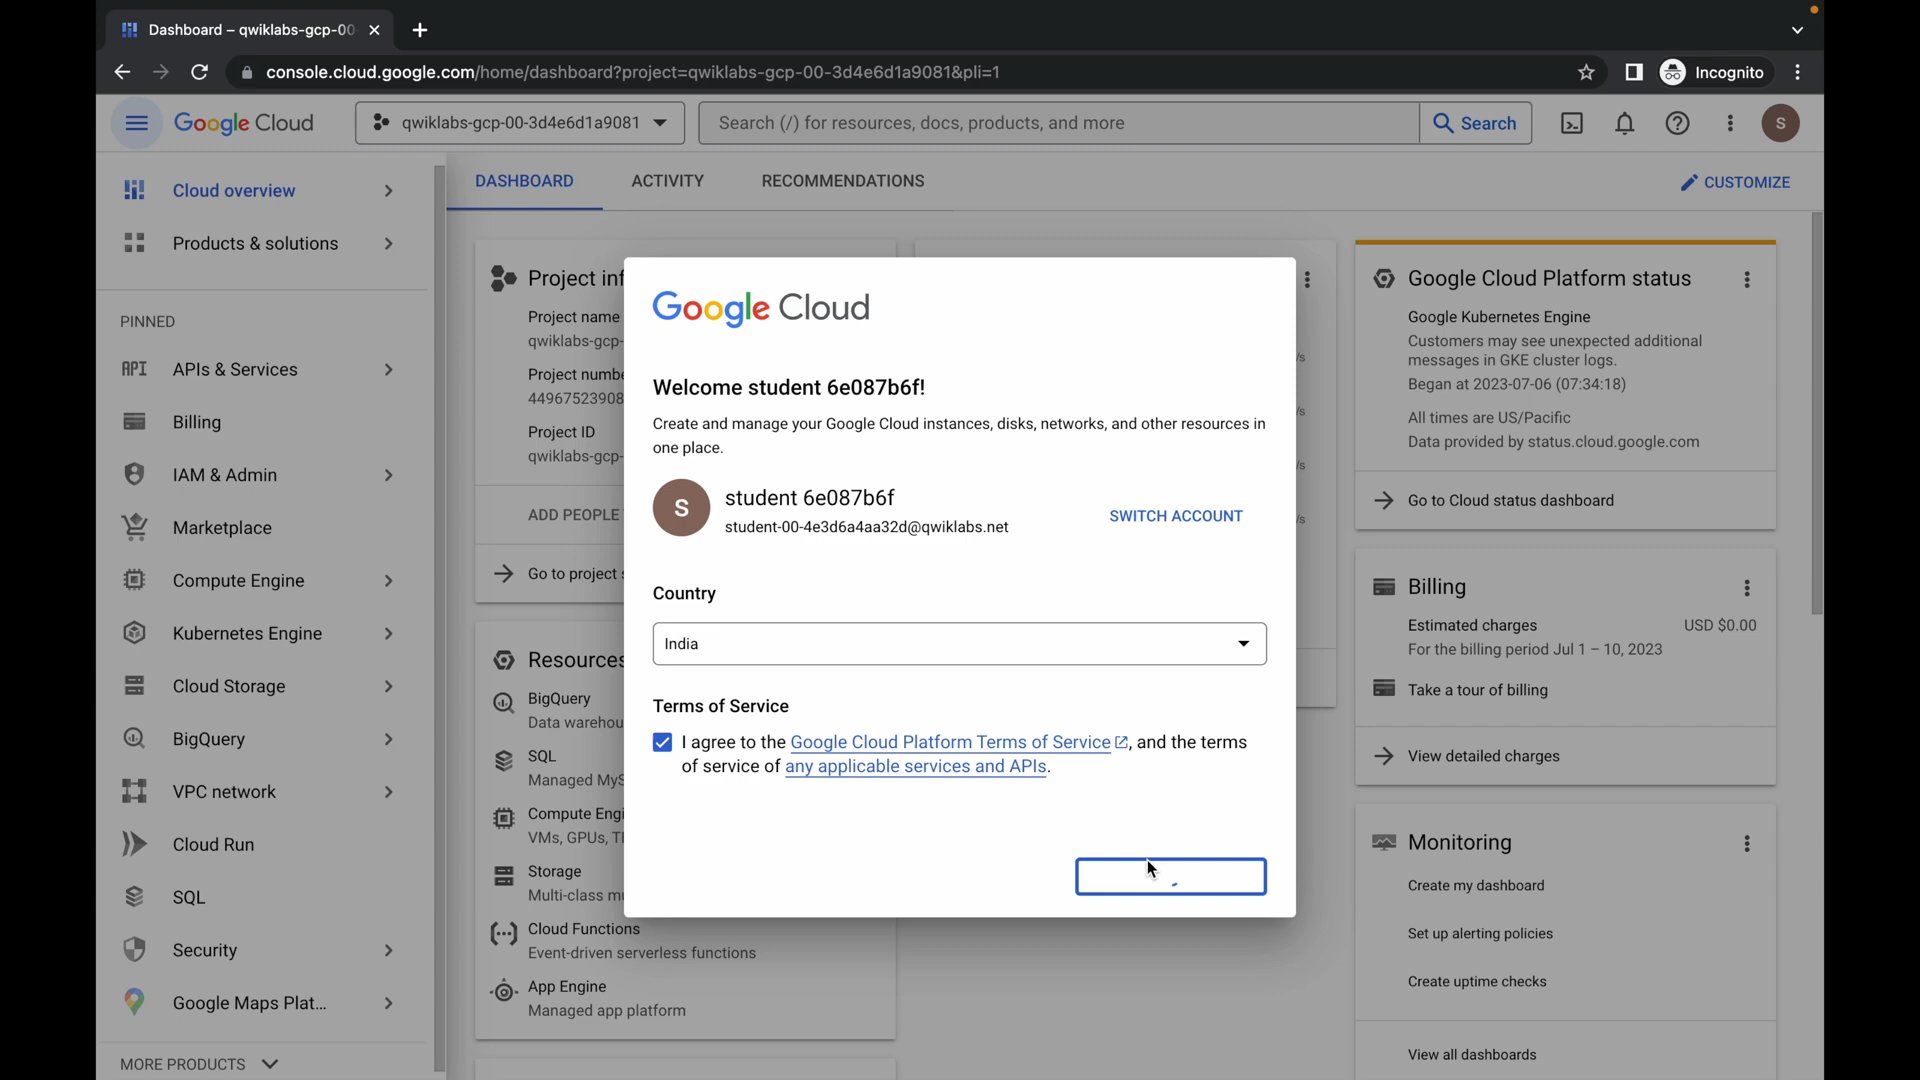 Dashboard – qwiklabs-gcp-00
console.cloud.google.com/home/dashboard?project=qwiklabs-gcp-00-3d4e6d1a9081&pli=1
Incognito
Google Cloud
qwiklabs-gcp-00-3d4e6d1a9081
Search (/) for resources, docs, products, and more
Search
S
Cloud overview
Products & solutions
PINNED
APIs & Services
Billing
IAM & Admin
Marketplace
Compute Engine
Kubernetes Engine
Cloud Storage
BigQuery
VPC network
Cloud Run
SQL
Security
Google Maps Plat...
MORE PRODUCTS
DASHBOARD
ACTIVITY
RECOMMENDATIONS
CUSTOMIZE
Project inf
Project name
qwiklabs-gcp-
Project numbe
44967523908
Project ID
qwiklabs-gcp-
ADD PEOPLE
Go to project s
Resources
BigQuery
Data warehou
SQL
Managed MyS
Compute Engi
VMs, GPUs, T
Storage
Multi-class mu
Cloud Functions
Event-driven serverless functions
App Engine
Managed app platform
Google Cloud
Welcome student 6e087b6f!
Create and manage your Google Cloud instances, disks, networks, and other resources in
one place.
S
student 6e087b6f
student-00-4e3d6a4aa32d@qwiklabs.net
SWITCH ACCOUNT
Country
India
Terms of Service
I agree to the Google Cloud Platform Terms of Service, and the terms
of service of any applicable services and APIs.
/s
/s
/s
/s
Google Cloud Platform status
Google Kubernetes Engine
Customers may see unexpected additional
messages in GKE cluster logs.
Began at 2023-07-06 (07:34:18)
All times are US/Pacific
Data provided by status.cloud.google.com
Go to Cloud status dashboard
Billing
Estimated charges
USD $0.00
For the billing period Jul 1 – 10, 2023
Take a tour of billing
View detailed charges
Monitoring
Create my dashboard
Set up alerting policies
Create uptime checks
View all dashboards